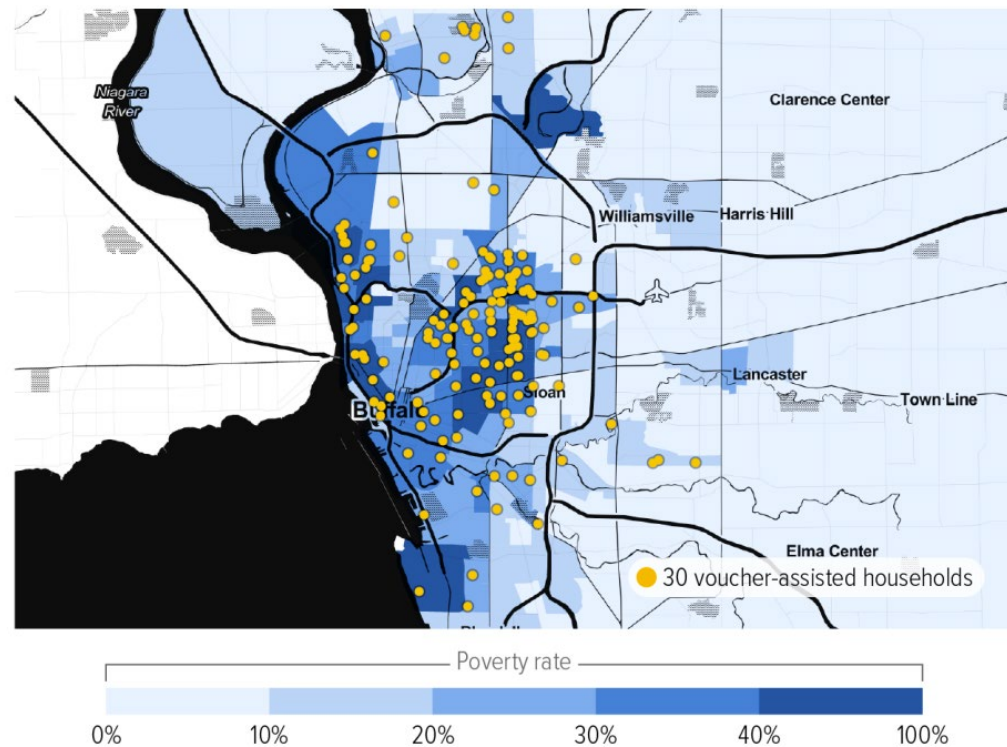 Niagara
River
Clarence Center
Williamsville
Harris Hill
Lancaster
Sloan
Town Line
Buffalo
Elma Center
30 voucher-assisted households
Poverty rate
0%
10%
20%
30%
40%
100%